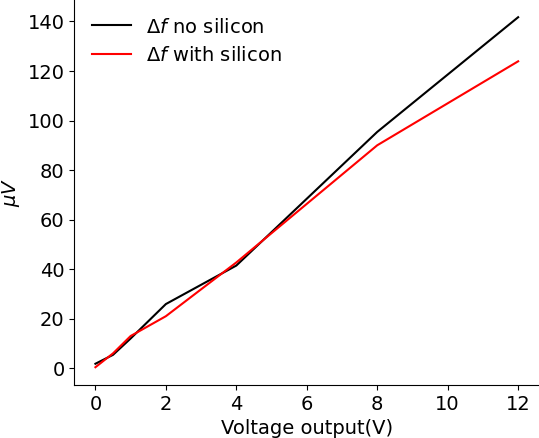 Δf no silicon
Δf with silicon
μV
140
120
100
80
60
40
20
0
0 2 4 6 8 10 12
Voltage output(V)